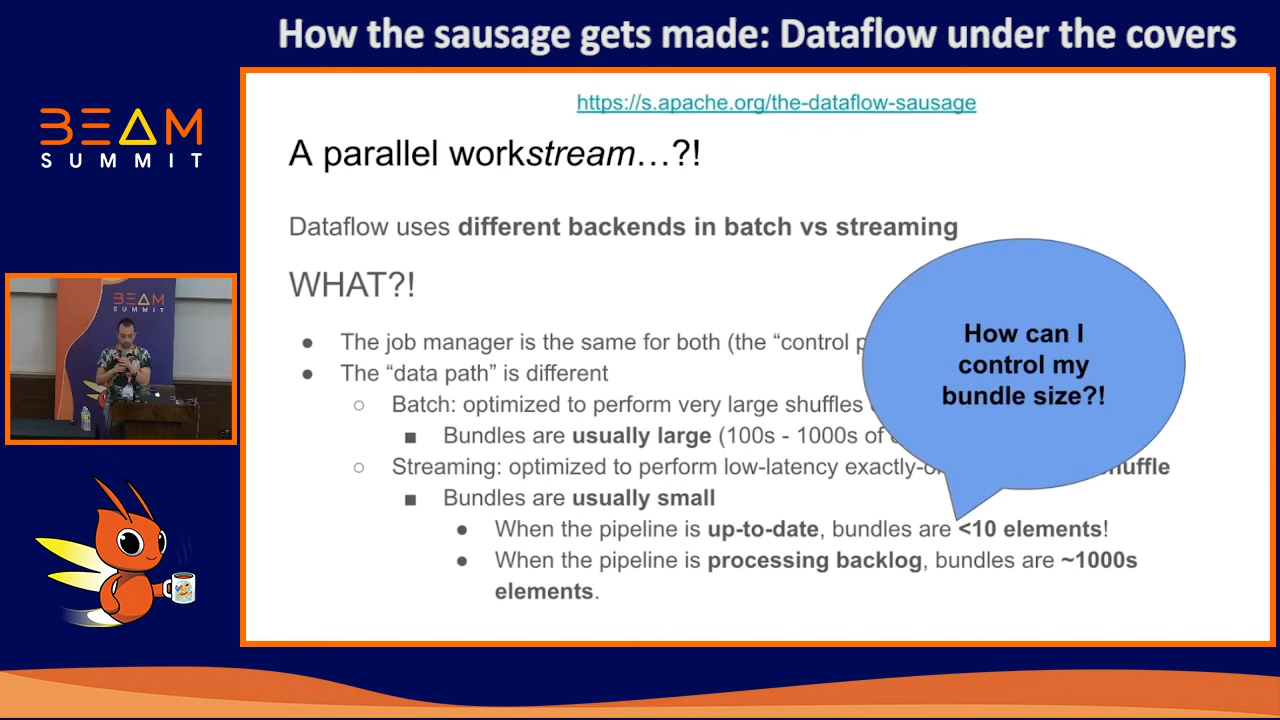 How the sausage gets made: Dataflow under the covers
BEAM
SUMMIT
https://s.apache.org/the-dataflow-sausage
A parallel workstream…?!
Dataflow uses different backends in batch vs streaming
WHAT?!
● The job manager is the same for both (the “control
● The “data path” is different
○ Batch: optimized to perform very large shuffles
■ Bundles are usually large (100s - 1000s of
○ Streaming: optimized to perform low-latency
■ Bundles are usually small
● When the pipeline is up-to-date, bundles are <10 elements!
● When the pipeline is processing backlog, bundles are ~1000s
elements.
How can I
control my
bundle size?!
BEAM
SUMMIT